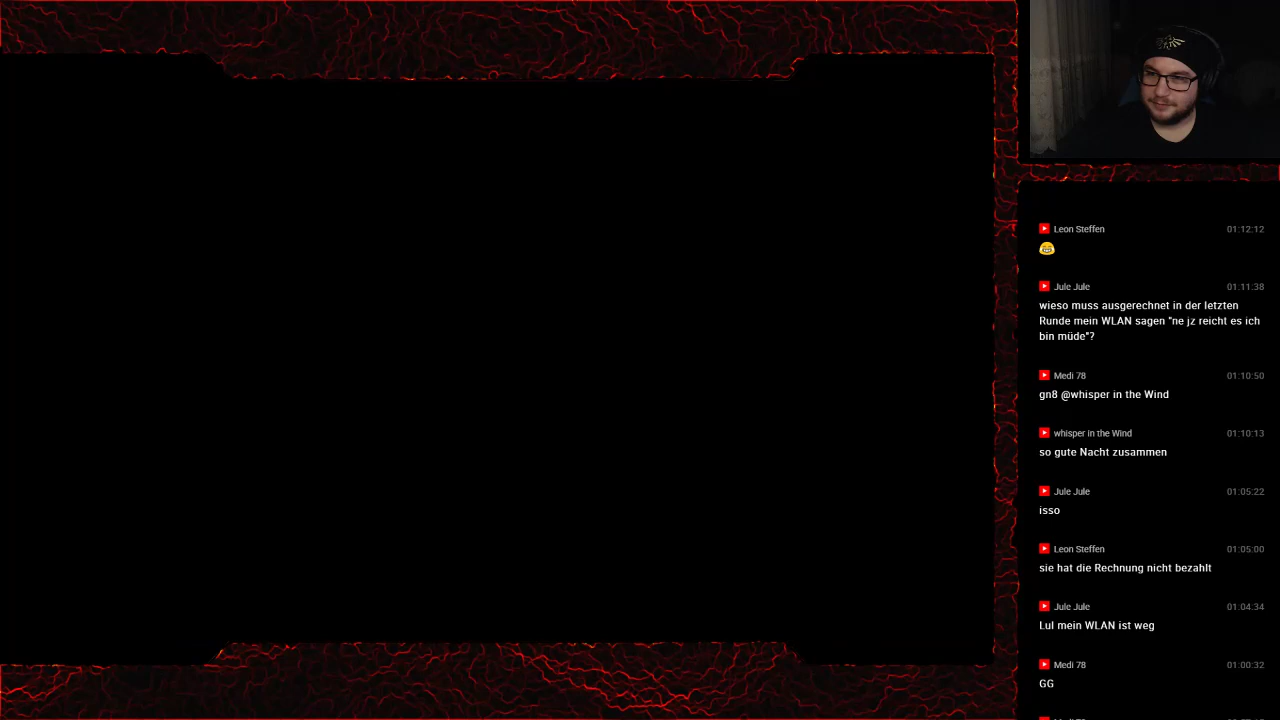 Leon Steffen 01:12:12
😂
Jule Jule 01:11:38
wieso muss ausgerechnet in der letzten
Runde mein WLAN sagen "ne jz reicht es ich
bin müde"?
Medi 78 01:10:50
gn8 @whisper in the Wind
whisper in the Wind 01:10:13
so gute Nacht zusammen
Jule Jule 01:05:22
isso
Leon Steffen 01:05:00
sie hat die Rechnung nicht bezahlt
Jule Jule 01:04:34
Lul mein WLAN ist weg
Medi 78 01:00:32
GG